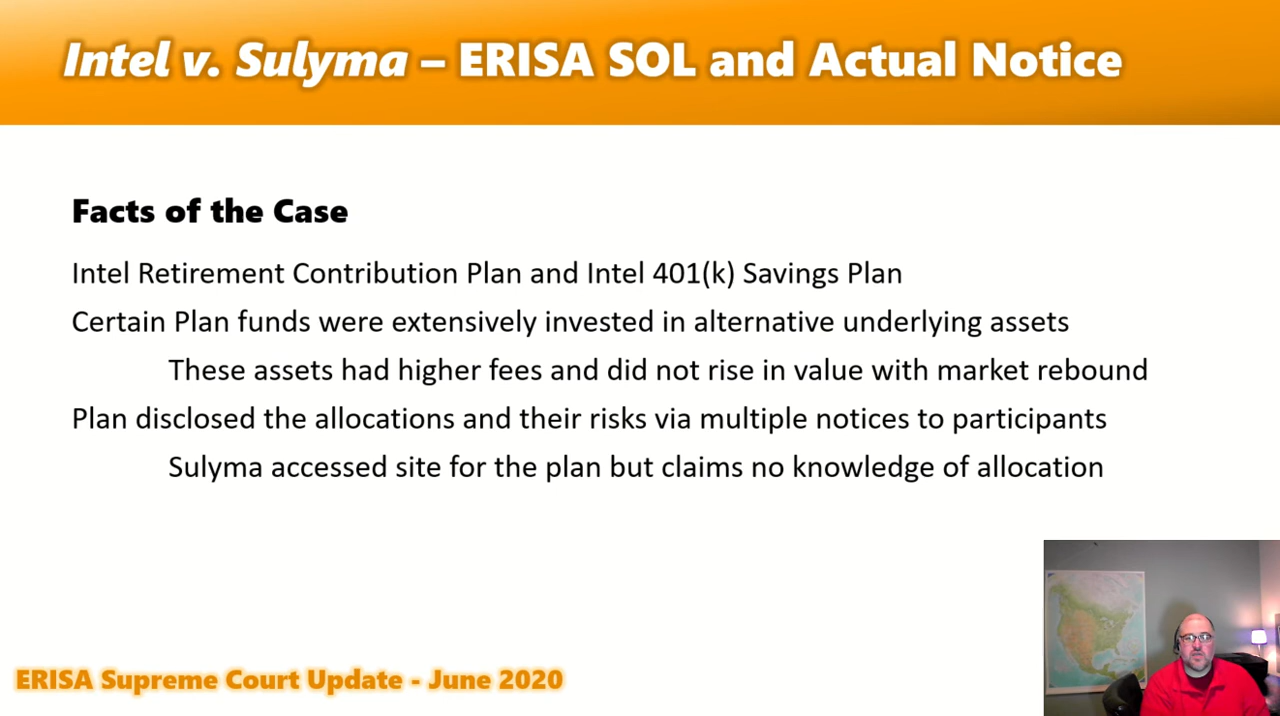 Intel v. Sulyma – ERISA SOL and Actual Notice
Facts of the Case
Intel Retirement Contribution Plan and Intel 401(k) Savings Plan
Certain Plan funds were extensively invested in alternative underlying assets
These assets had higher fees and did not rise in value with market rebound
Plan disclosed the allocations and their risks via multiple notices to participants
Sulyma accessed site for the plan but claims no knowledge of allocation
ERISA Supreme Court Update - June 2020